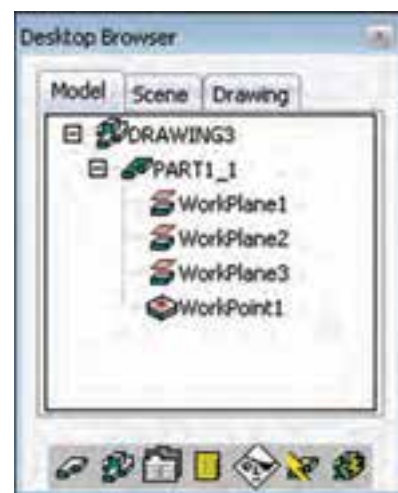 Desktop Browser
Model Scene Drawing
DRAWING3
PART1_1
WorkPlane1
WorkPlane2
WorkPlane3
WorkPoint1